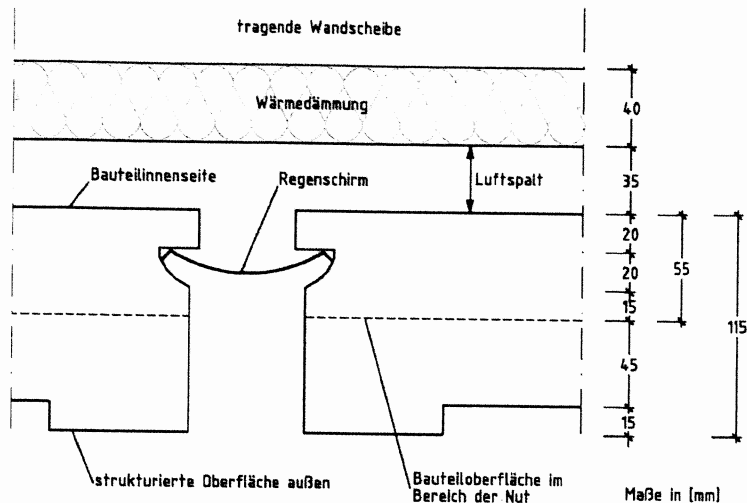 tragende Wandscheibe
Wärmedämmung
40
Bauteilinnenseite
Regenschirm
Luftspalt
35
20
20
55
15
115
45
15
strukturierte Oberfläche außen
Bauteiloberfläche im
Bereich der Nut
Maße in [mm]